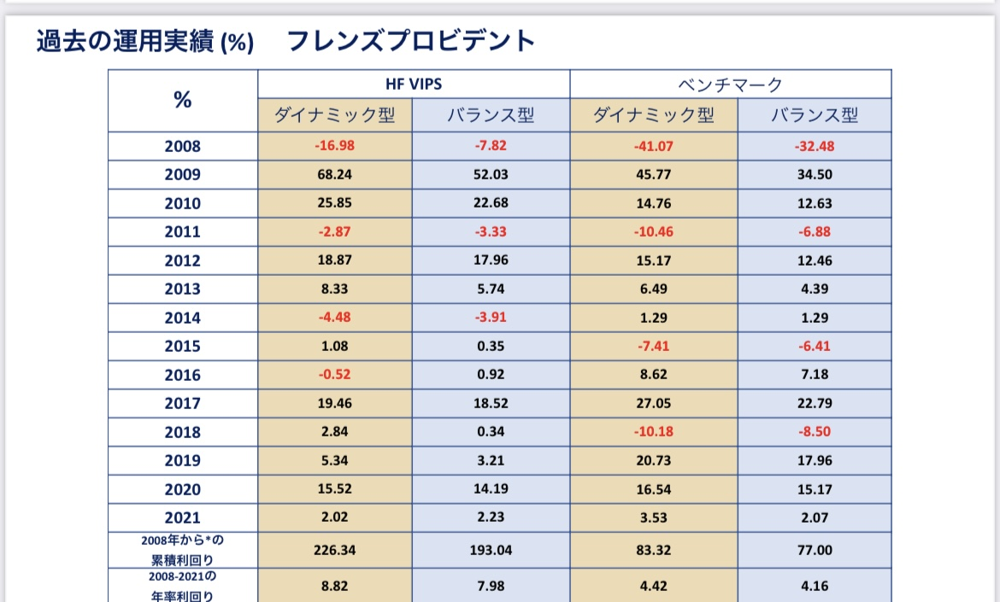 過去の運用実績 (%) フレンズプロビデント
% HF VIPS ベンチマーク
ダイナミック型 バランス型 ダイナミック型 バランス型
2008 -16.98 -7.82 -41.07 -32.48
2009 68.24 52.03 45.77 34.50
2010 25.85 22.68 14.76 12.63
2011 -2.87 -3.33 -10.46 -6.88
2012 18.87 17.96 15.17 12.46
2013 8.33 5.74 6.49 4.39
2014 -4.48 -3.91 1.29 1.29
2015 1.08 0.35 -7.41 -6.41
2016 -0.52 0.92 8.62 7.18
2017 19.46 18.52 27.05 22.79
2018 2.84 0.34 -10.18 -8.50
2019 5.34 3.21 20.73 17.96
2020 15.52 14.19 16.54 15.17
2021 2.02 2.23 3.53 2.07
2008年から*の
累積利回り 226.34 193.04 83.32 77.00
2008-2021の
年率利回り 8.82 7.98 4.42 4.16